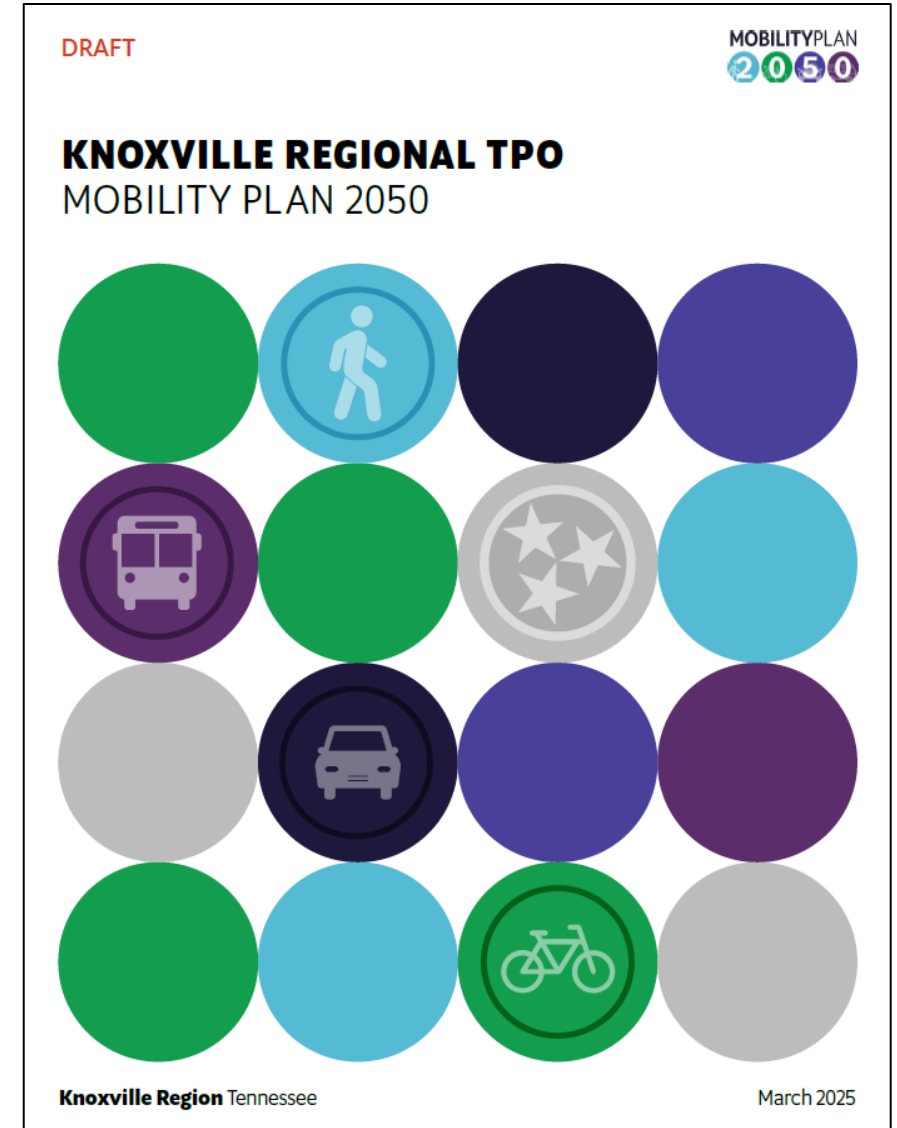 DRAFT
MOBILITYPLAN
2050
KNOXVILLE REGIONAL TPO
MOBILITY PLAN 2050
Knoxville Region Tennessee
March 2025